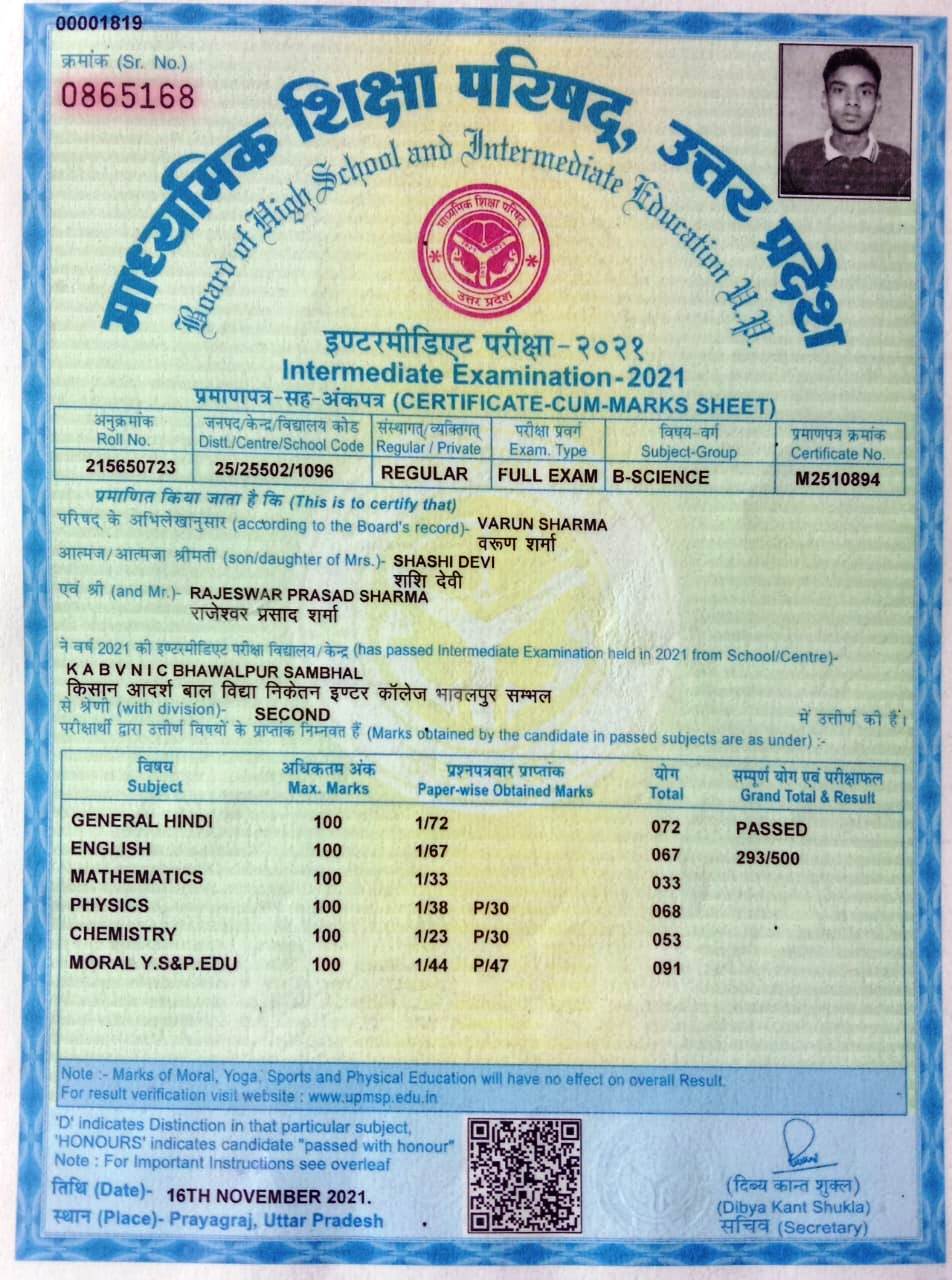 00001819
क्रमांक (Sr. No.)
0865168
माध्यमिक शिक्षा परिषद्, उत्तर प्रदेश
Board of High School and Intermediate Education U.P.
माध्यमिक शिक्षा परिषद्
उत्तर प्रदेश
इण्टरमीडिएट परीक्षा-२०२१
Intermediate Examination-2021
प्रमाणपत्र-सह-अंकपत्र (CERTIFICATE-CUM-MARKS SHEET)
अनुक्रमांक जनपद/केन्द्र/विद्यालय कोड संस्थागत/व्यक्तिगत परीक्षा प्रवर्ग विषय-वर्ग प्रमाणपत्र क्रमांक
Roll No. Distt./Centre/School Code Regular / Private Exam. Type Subject-Group Certificate No.
215650723 25/25502/1096 REGULAR FULL EXAM B-SCIENCE M2510894
प्रमाणित किया जाता है कि (This is to certify that)
परिषद् के अभिलेखानुसार (according to the Board's record)- VARUN SHARMA
वरूण शर्मा
आत्मज/आत्मजा श्रीमती (son/daughter of Mrs.)- SHASHI DEVI
शशि देवी
एवं श्री (and Mr.)- RAJESWAR PRASAD SHARMA
राजेश्वर प्रसाद शर्मा
ने वर्ष 2021 की इण्टरमीडिएट परीक्षा विद्यालय/केन्द्र (has passed Intermediate Examination held in 2021 from School/Centre)-
K A B V N I C BHAWALPUR SAMBHAL
किसान आदर्श बाल विद्या निकेतन इण्टर कॉलेज भावलपुर सम्भल
से श्रेणी (with division)- SECOND में उत्तीर्ण की है।
परीक्षार्थी द्वारा उत्तीर्ण विषयों के प्राप्तांक निम्नवत हैं (Marks obtained by the candidate in passed subjects are as under) :-
विषय अधिकतम अंक प्रश्नपत्रवार प्राप्तांक योग सम्पूर्ण योग एवं परीक्षाफल
Subject Max. Marks Paper-wise Obtained Marks Total Grand Total & Result
GENERAL HINDI 100 1/72 072 PASSED
ENGLISH 100 1/67 067 293/500
MATHEMATICS 100 1/33 033
PHYSICS 100 1/38 P/30 068
CHEMISTRY 100 1/23 P/30 053
MORAL Y.S&P.EDU 100 1/44 P/47 091
Note :- Marks of Moral, Yoga, Sports and Physical Education will have no effect on overall Result.
For result verification visit website : www.upmsp.edu.in
'D' indicates Distinction in that particular subject,
'HONOURS' indicates candidate "passed with honour"
Note : For Important Instructions see overleaf
तिथि (Date)- 16TH NOVEMBER 2021.
स्थान (Place)- Prayagraj, Uttar Pradesh
(दिब्य कान्त शुक्ल)
(Dibya Kant Shukla)
सचिव (Secretary)